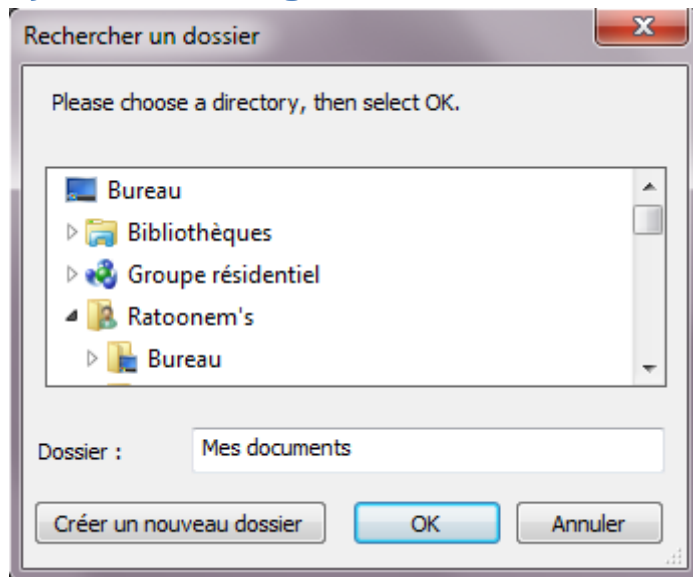 Rechercher un dossier
Please choose a directory, then select OK.
Bureau
Bibliothèques
Groupe résidentiel
Ratoonem's
Bureau
Dossier : Mes documents
Créer un nouveau dossier OK Annuler